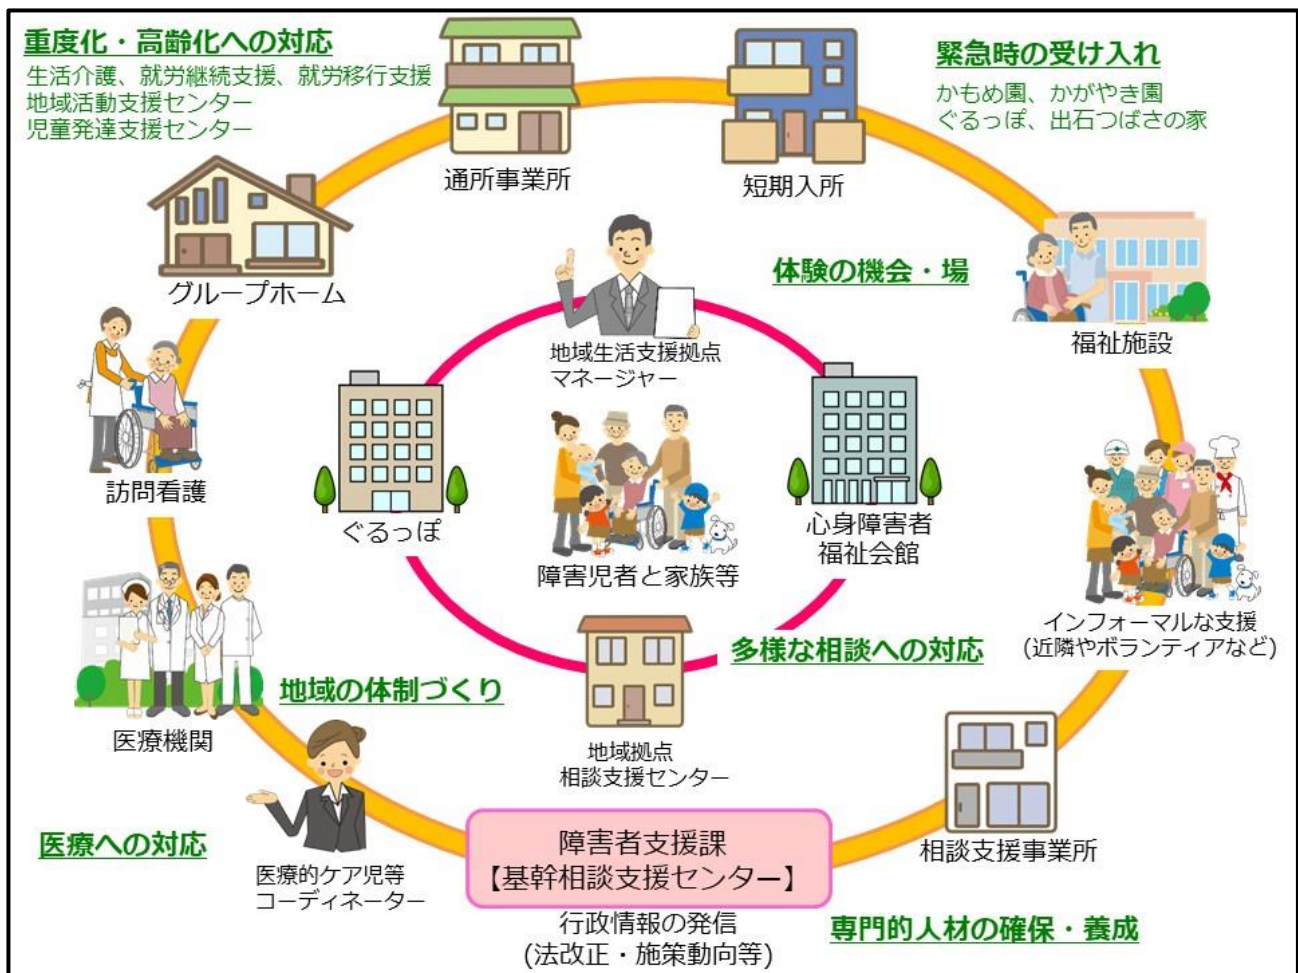 重度化・高齢化への対応
生活介護、就労継続支援、就労移行支援
地域活動支援センター
児童発達支援センター
緊急時の受け入れ
かもめ園、かがやき園
ぐるっぽ、出石つばさの家
通所事業所
短期入所
グループホーム
体験の機会・場
福祉施設
地域生活支援拠点
マネージャー
訪問看護
ぐるっぽ
心身障害者
福祉会館
障害児者と家族等
インフォーマルな支援
(近隣やボランティアなど)
多様な相談への対応
地域の体制づくり
医療機関
地域拠点
相談支援センター
医療への対応
医療的ケア児等
コーディネーター
障害者支援課
【基幹相談支援センター】
行政情報の発信
(法改正・施策動向等)
相談支援事業所
専門的人材の確保・養成